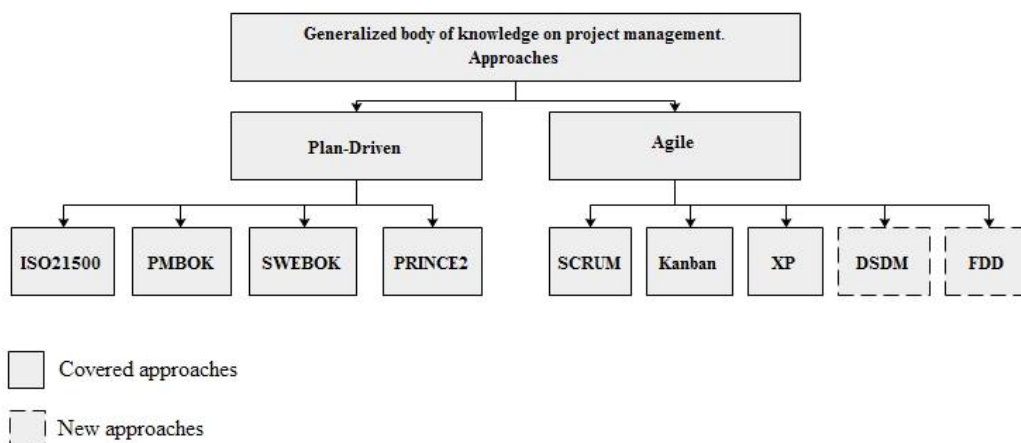 Generalized body of knowledge on project management.
Approaches
Plan-Driven
Agile
ISO21500
PMBOK
SWEBOK
PRINCE2
SCRUM
Kanban
XP
DSDM
FDD
Covered approaches
New approaches